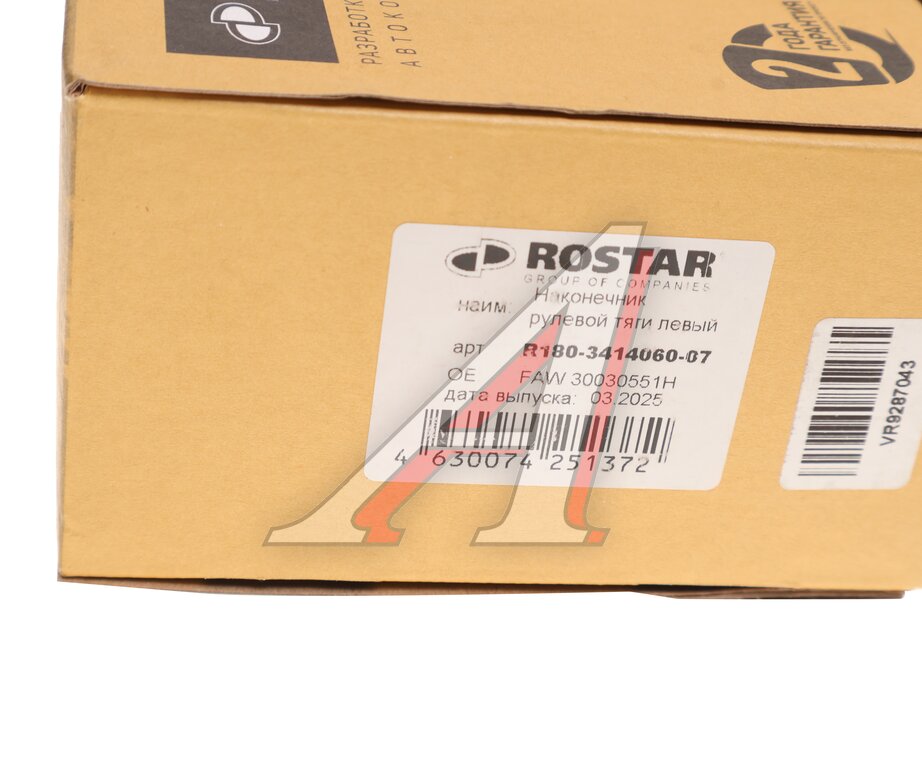 РАЗРАБОТК
АВТОКО
2 ГОДА
ГАРАНТИЯ
ROSTAR
GROUP OF COMPANIES
наим: Наконечник
рулевой тяги левый
арт R180-3414060-07
OE FAW 30030551H
дата выпуска: 03.2025
4 630074 251372
VR9287043